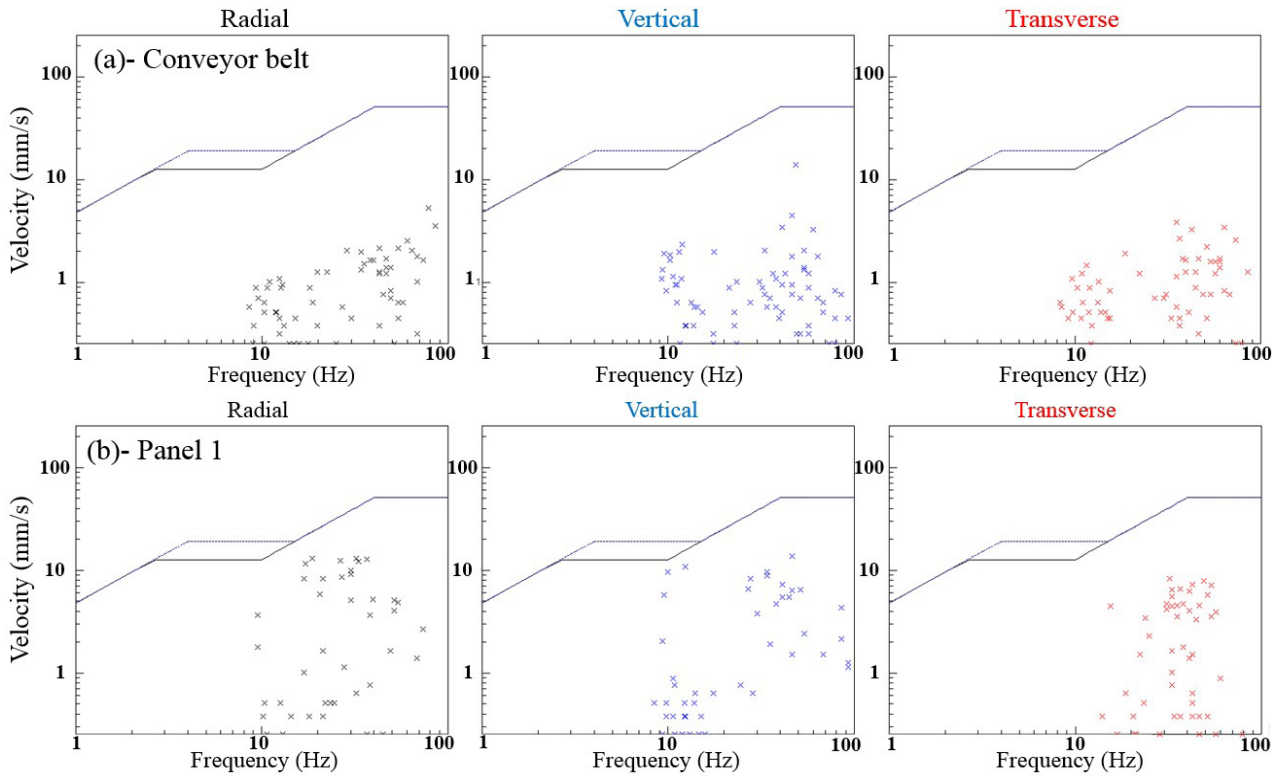 Radial Vertical Transverse
(a)- Conveyor belt
100 100 100
10 10 10
1 1 1
Velocity (mm/s)
1 10 100 1 10 100 1 10 100
Frequency (Hz) Frequency (Hz) Frequency (Hz)
Radial Vertical Transverse
(b)- Panel 1
100 100 100
10 10 10
1 1 1
Velocity (mm/s)
1 10 100 1 10 100 1 10 100
Frequency (Hz) Frequency (Hz) Frequency (Hz)